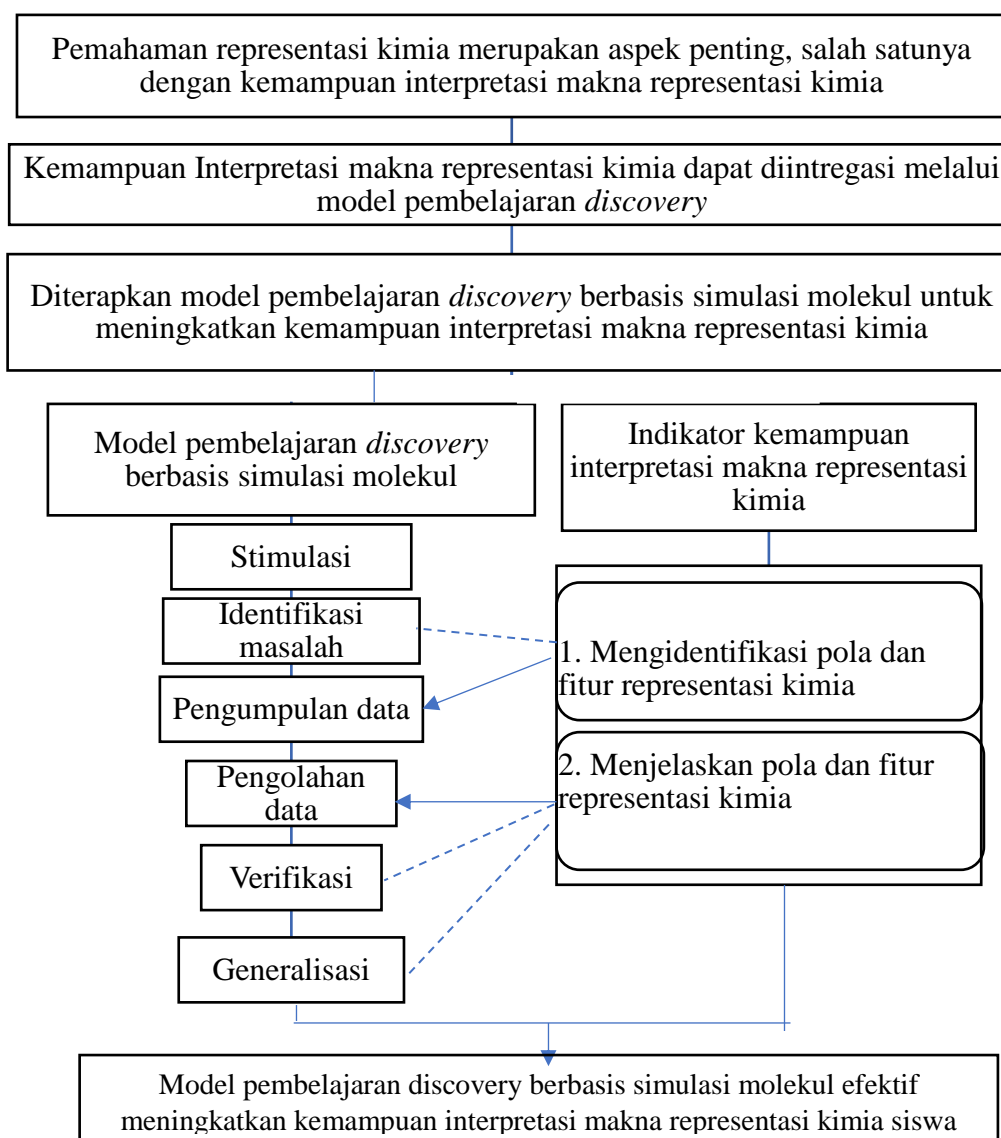 Pemahaman representasi kimia merupakan aspek penting, salah satunya
dengan kemampuan interpretasi makna representasi kimia
Kemampuan Interpretasi makna representasi kimia dapat diintregasi melalui
model pembelajaran discovery
Diterapkan model pembelajaran discovery berbasis simulasi molekul untuk
meningkatkan kemampuan interpretasi makna representasi kimia
Model pembelajaran discovery
berbasis simulasi molekul
Indikator kemampuan
interpretasi makna representasi
kimia
Stimulasi
Identifikasi
masalah
Pengumpulan data
Pengolahan
data
Verifikasi
Generalisasi
1. Mengidentifikasi pola dan
fitur representasi kimia
2. Menjelaskan pola dan fitur
representasi kimia
Model pembelajaran discovery berbasis simulasi molekul efektif
meningkatkan kemampuan interpretasi makna representasi kimia siswa